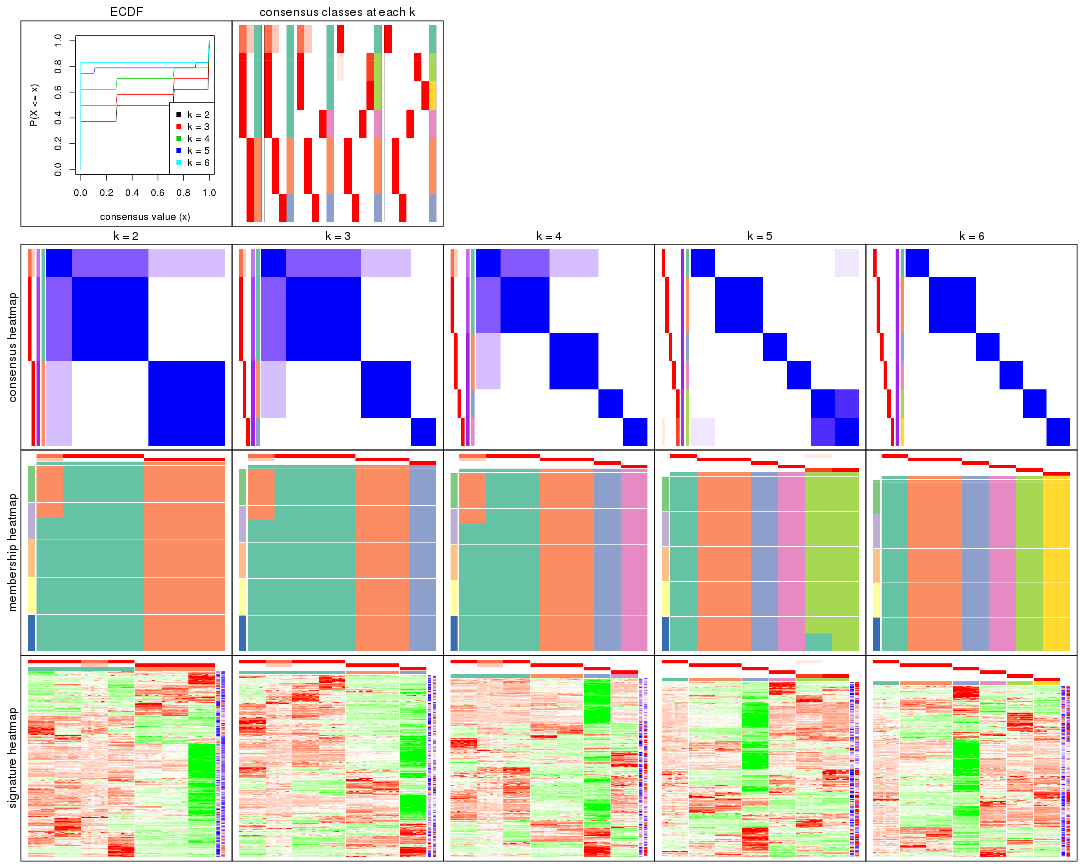 ECDF
consensus classes at each k
P(X <= x)
0.0 0.2 0.4 0.6 0.8 1.0
k = 2
k = 3
k = 4
k = 5
k = 6
0.0 0.2 0.4 0.6 0.8 1.0
consensus value (x)
k = 2
k = 3
k = 4
k = 5
k = 6
consensus heatmap
membership heatmap
signature heatmap